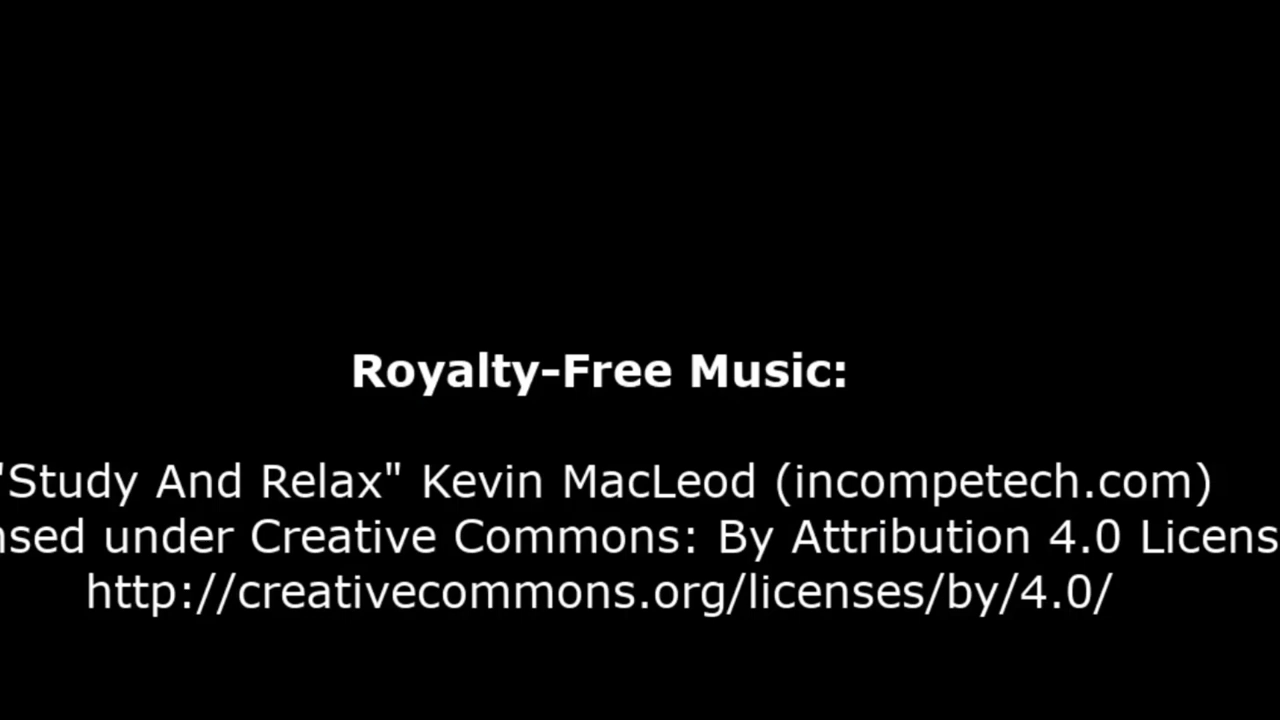 Royalty-Free Music:
"Study And Relax" Kevin MacLeod (incompetech.com)
under Creative Commons: By Attribution 4.0
http://creativecommons.org/licenses/by/4.0/